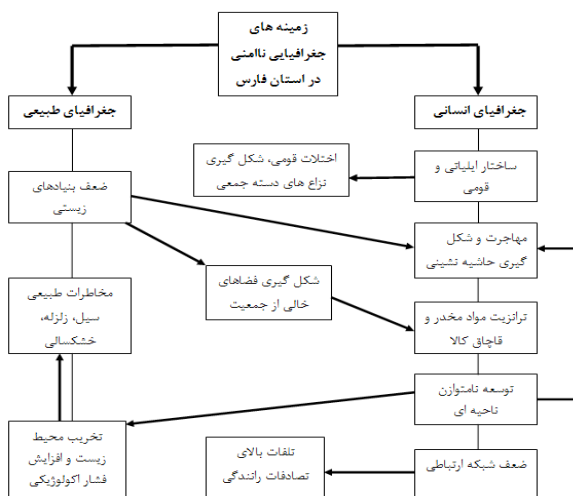 زمینه های
جغرافیایی ناامنی
در استان فارس
جغرافیای انسانی
جغرافیای طبیعی
ساختار ایلیاتی و
قومی
اختلات قومی، شکل گیری
نزاع های دسته جمعی
ضعف بنیادهای
زیستی
مهاجرت و شکل
گیری حاشیه نشینی
شکل گیری فضاهای
خالی از جمعیت
مخاطرات طبیعی
سیل، زلزله،
خشکسالی
ترانزیت مواد مخدر و
قاچاق کالا
توسعه نامتوازن
ناحیه ای
تخریب محیط
زیست و افزایش
فشار اکولوژیکی
ضعف شبکه ارتباطی
تلفات بالای
تصادفات رانندگی